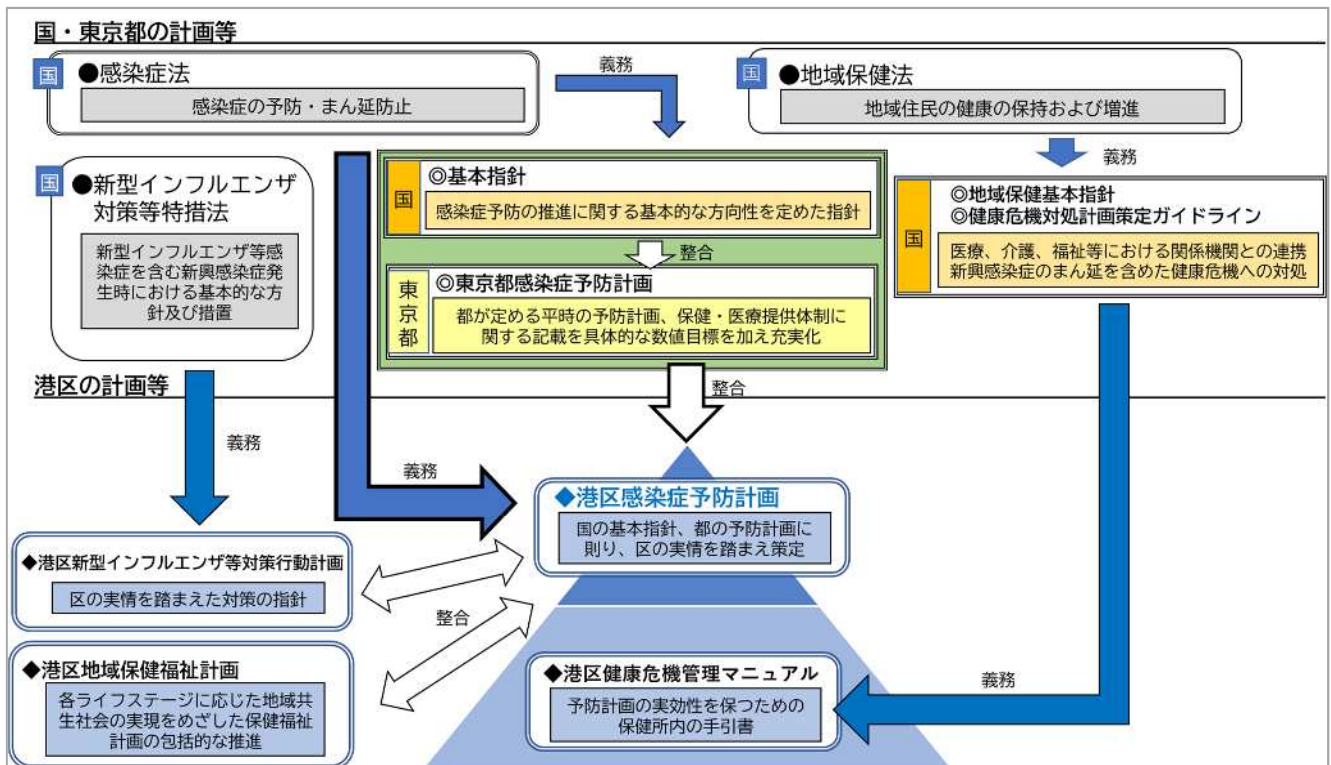 国・東京都の計画等
国
●感染症法
感染症の予防・まん延防止
義務
国
●地域保健法
地域住民の健康の保持および増進
義務
国
●新型インフルエンザ
対策等特措法
新型インフルエンザ等感
染症を含む新興感染症発
生時における基本的な方
針及び措置
国
◎基本指針
感染症予防の推進に関する基本的な方向性を定めた指針
整合
東京都
◎東京都感染症予防計画
都が定める平時の予防計画、保健・医療提供体制に
関する記載を具体的な数値目標を加え充実化
国
◎地域保健基本指針
◎健康危機対処計画策定ガイドライン
医療、介護、福祉等における関係機関との連携
新興感染症のまん延を含めた健康危機への対処
港区の計画等
整合
義務
義務
◆港区感染症予防計画
国の基本指針、都の予防計画に
則り、区の実情を踏まえ策定
◆港区新型インフルエンザ等対策行動計画
区の実情を踏まえた対策の指針
整合
◆港区地域保健福祉計画
各ライフステージに応じた地域共
生社会の実現をめざした保健福祉
計画の包括的な推進
◆港区健康危機管理マニュアル
予防計画の実効性を保つための
保健所内の手引書
義務